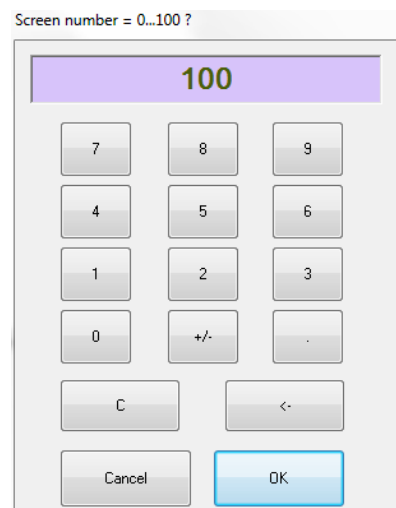 Screen number = 0...100 ?
100
7 8 9
4 5 6
1 2 3
0 +/- .
C <-
Cancel OK